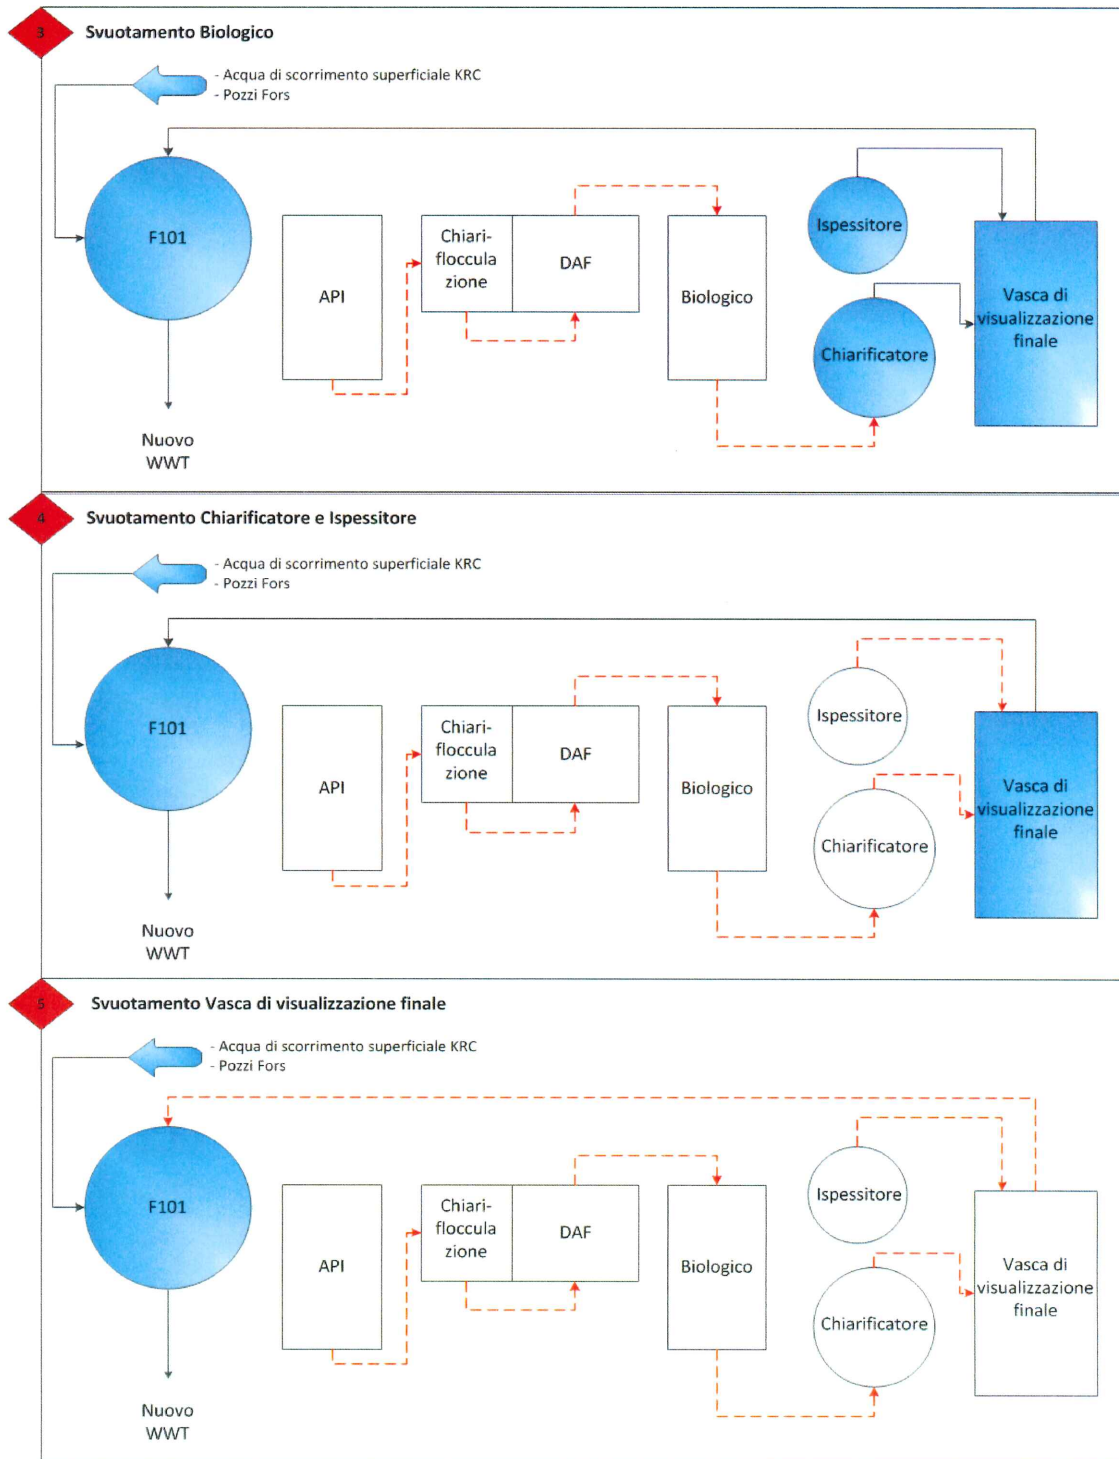 3
Svuotamento Biologico
- Acqua di scorrimento superficiale KRC
- Pozzi Fors
F101
API
Chiari-
floccula
zione
DAF
Biologico
Ispessitore
Chiarificatore
Vasca di
visualizzazione
finale
Nuovo
WWT
4
Svuotamento Chiarificatore e Ispessitore
- Acqua di scorrimento superficiale KRC
- Pozzi Fors
F101
API
Chiari-
floccula
zione
DAF
Biologico
Ispessitore
Chiarificatore
Vasca di
visualizzazione
finale
Nuovo
WWT
5
Svuotamento Vasca di visualizzazione finale
- Acqua di scorrimento superficiale KRC
- Pozzi Fors
F101
API
Chiari-
floccula
zione
DAF
Biologico
Ispessitore
Chiarificatore
Vasca di
visualizzazione
finale
Nuovo
WWT